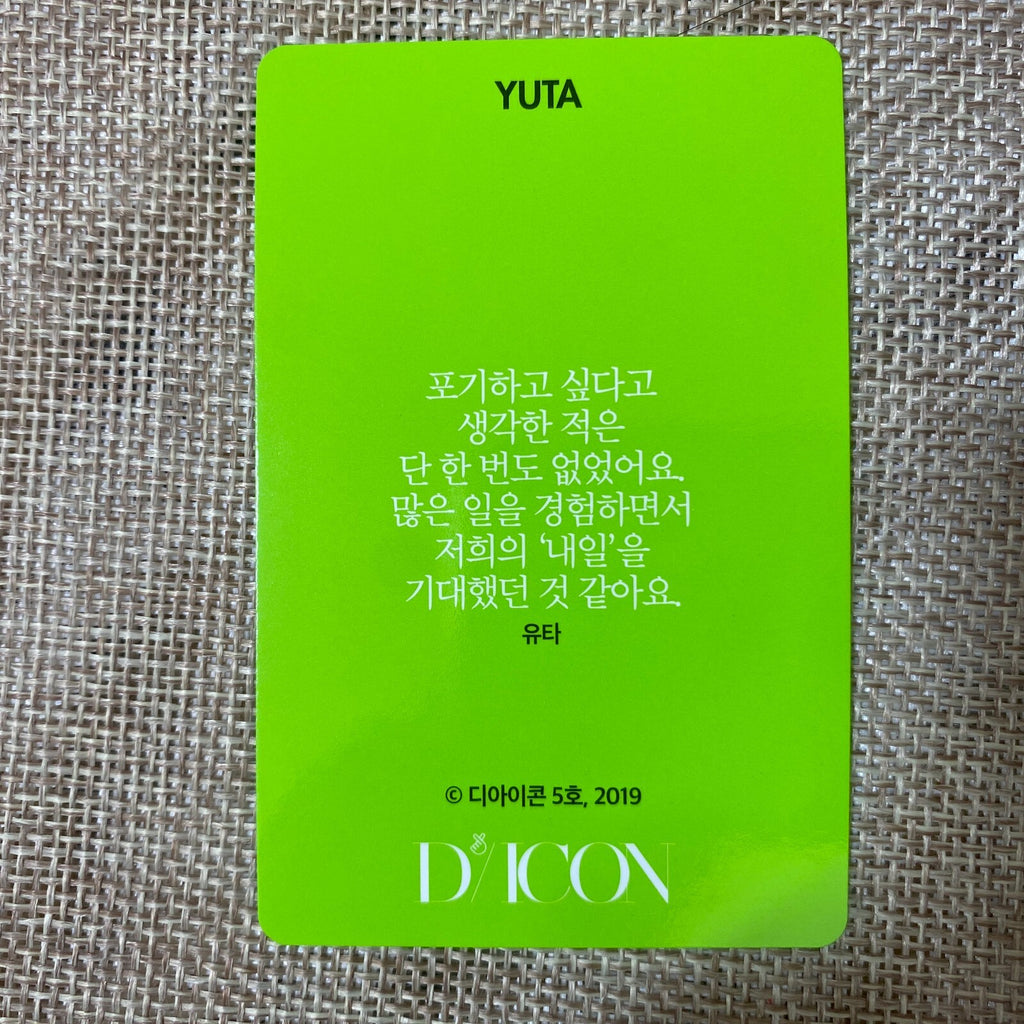 YUTA
포기하고 싶다고
생각한 적은
단 한 번도 없었어요.
많은 일을 경험하면서
저희의 ‘내일’을
기대했던 것 같아요.
유타
© 디아이콘 5호, 2019
D/ICON